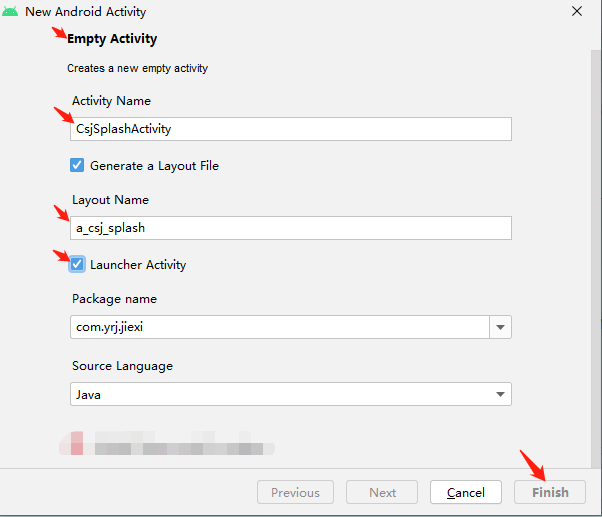 New Android Activity
Empty Activity
Creates a new empty activity
Activity Name
CsjSplashActivity
Generate a Layout File
Layout Name
a_csj_splash
Launcher Activity
Package name
com.yrj.jiexi
Source Language
Java
Previous Next Cancel Finish